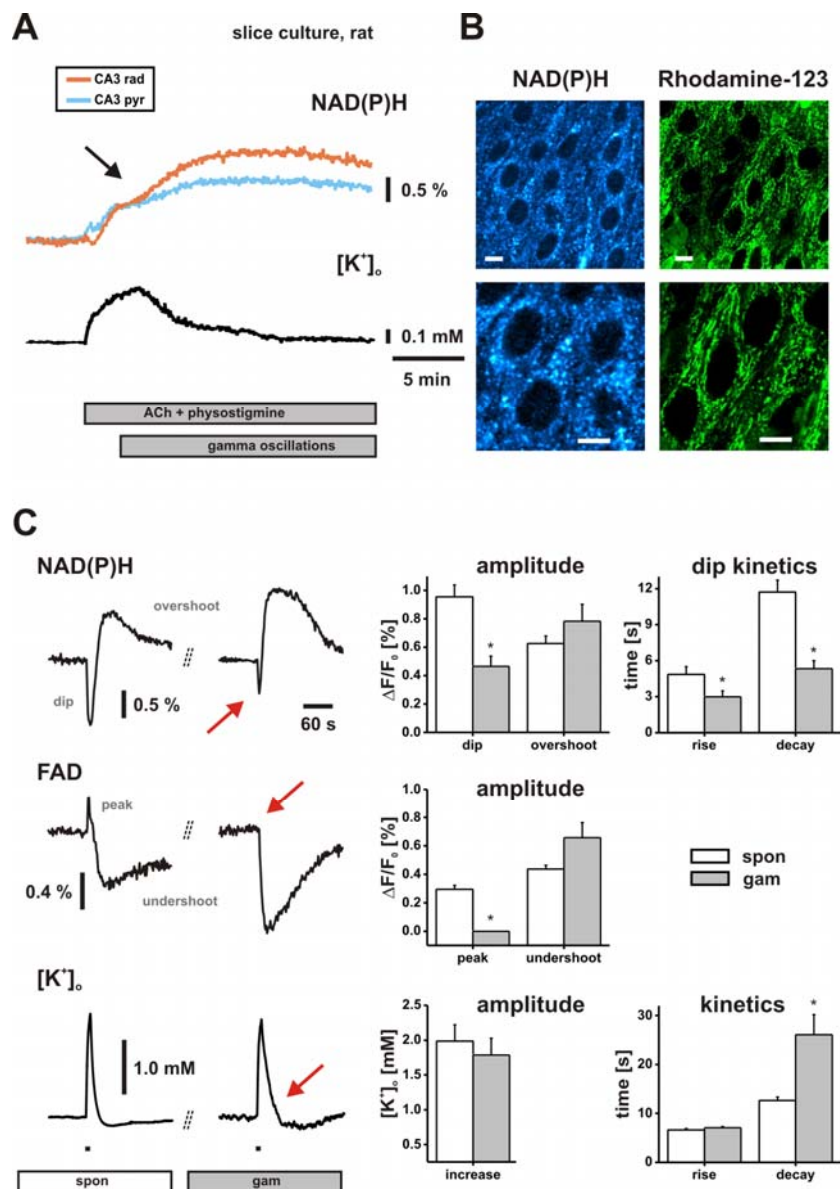 A
slice culture, rat
CA3 rad
CA3 pyr
NAD(P)H
0.5 %
[K⁺]ₒ
0.1 mM
5 min
ACh + physostigmine
gamma oscillations
B
NAD(P)H
Rhodamine-123
C
NAD(P)H
overshoot
dip
0.5 %
60 s
amplitude
ΔF/F₀ [%]
1.0
0.8
0.6
0.4
0.2
0.0
*
dip
overshoot
dip kinetics
time [s]
12
9
6
3
0
*
*
rise
decay
FAD
peak
0.4 %
undershoot
amplitude
ΔF/F₀ [%]
1.0
0.8
0.6
0.4
0.2
0.0
*
peak
undershoot
spon
gam
[K⁺]ₒ
1.0 mM
spon
gam
amplitude
[K⁺]ₒ [mM]
2.5
2.0
1.5
1.0
0.5
increase
kinetics
time [s]
30
20
10
0
*
rise
decay